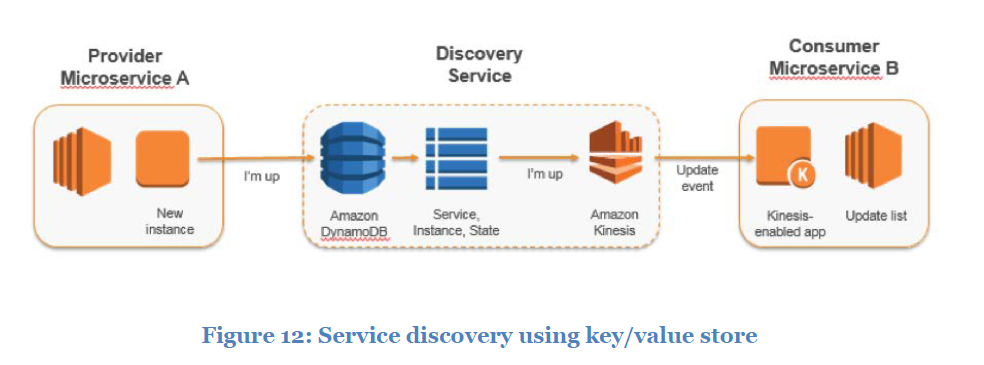 Provider
Microservice A
Discovery
Service
Consumer
Microservice B
I'm up
New
instance
Amazon
DynamoDB
Service,
Instance, State
I'm up
Amazon
Kinesis
Update
event
K
Kinesis-
enabled app
Update list
Figure 12: Service discovery using key/value store